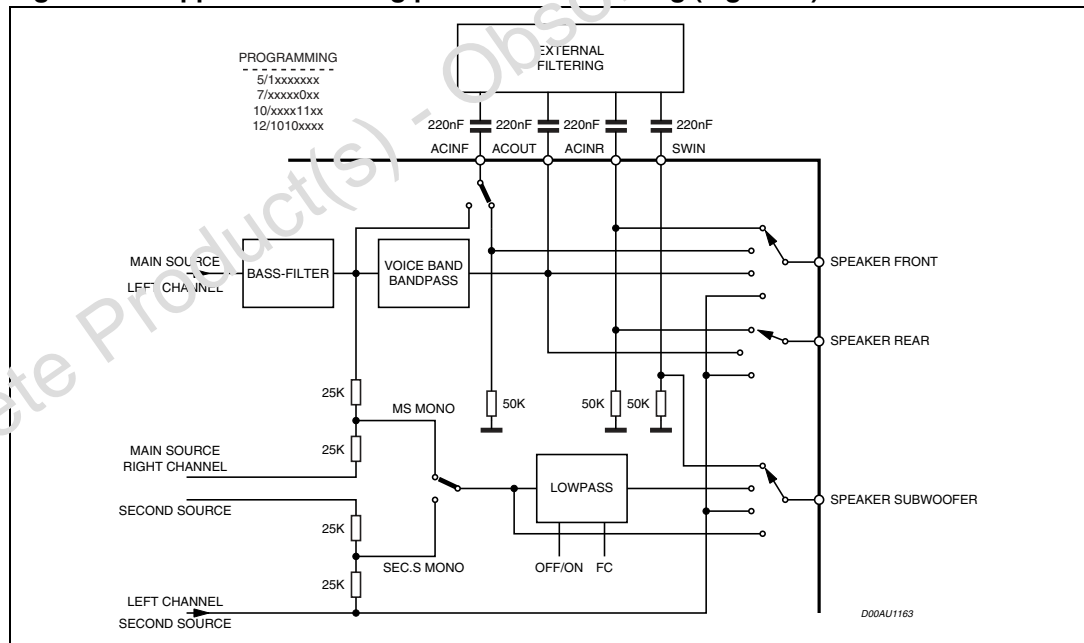 PROGRAMMING
5/1xxxxxxx
7/xxxxx0xx
10/xxxx11xx
12/1010xxxx
EXTERNAL
FILTERING
220nF 220nF 220nF 220nF
ACINF ACOUT ACINR SWIN
MAIN SOURCE
LEFT CHANNEL
BASS-FILTER
VOICE BAND
BANDPASS
SPEAKER FRONT
SPEAKER REAR
25K
MS MONO
50K 50K 50K
25K
MAIN SOURCE
RIGHT CHANNEL
LOWPASS
SPEAKER SUBWOOFER
SECOND SOURCE
25K
SEC.S MONO
OFF/ON FC
25K
LEFT CHANNEL
SECOND SOURCE
D00AU1163
ete Product(s) - Obso